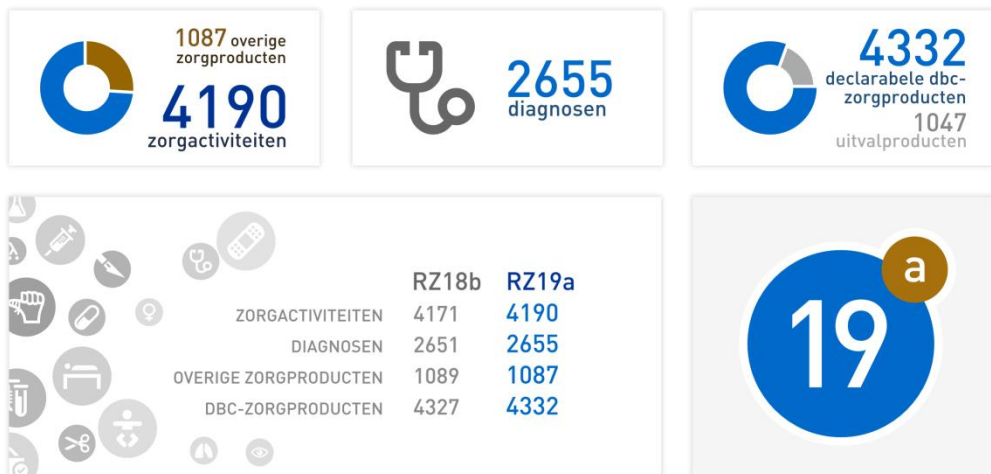 1087 overige
zorgproducten
4190
zorgactiviteiten
2655
diagnosen
4332
declarabele dbc-
zorgproducten
1047
uitvalproducten
RZ18b RZ19a
ZORGACTIVITEITEN 4171 4190
DIAGNOSEN 2651 2655
OVERIGE ZORGPRODUCTEN 1089 1087
DBC-ZORGPRODUCTEN 4327 4332
19 a